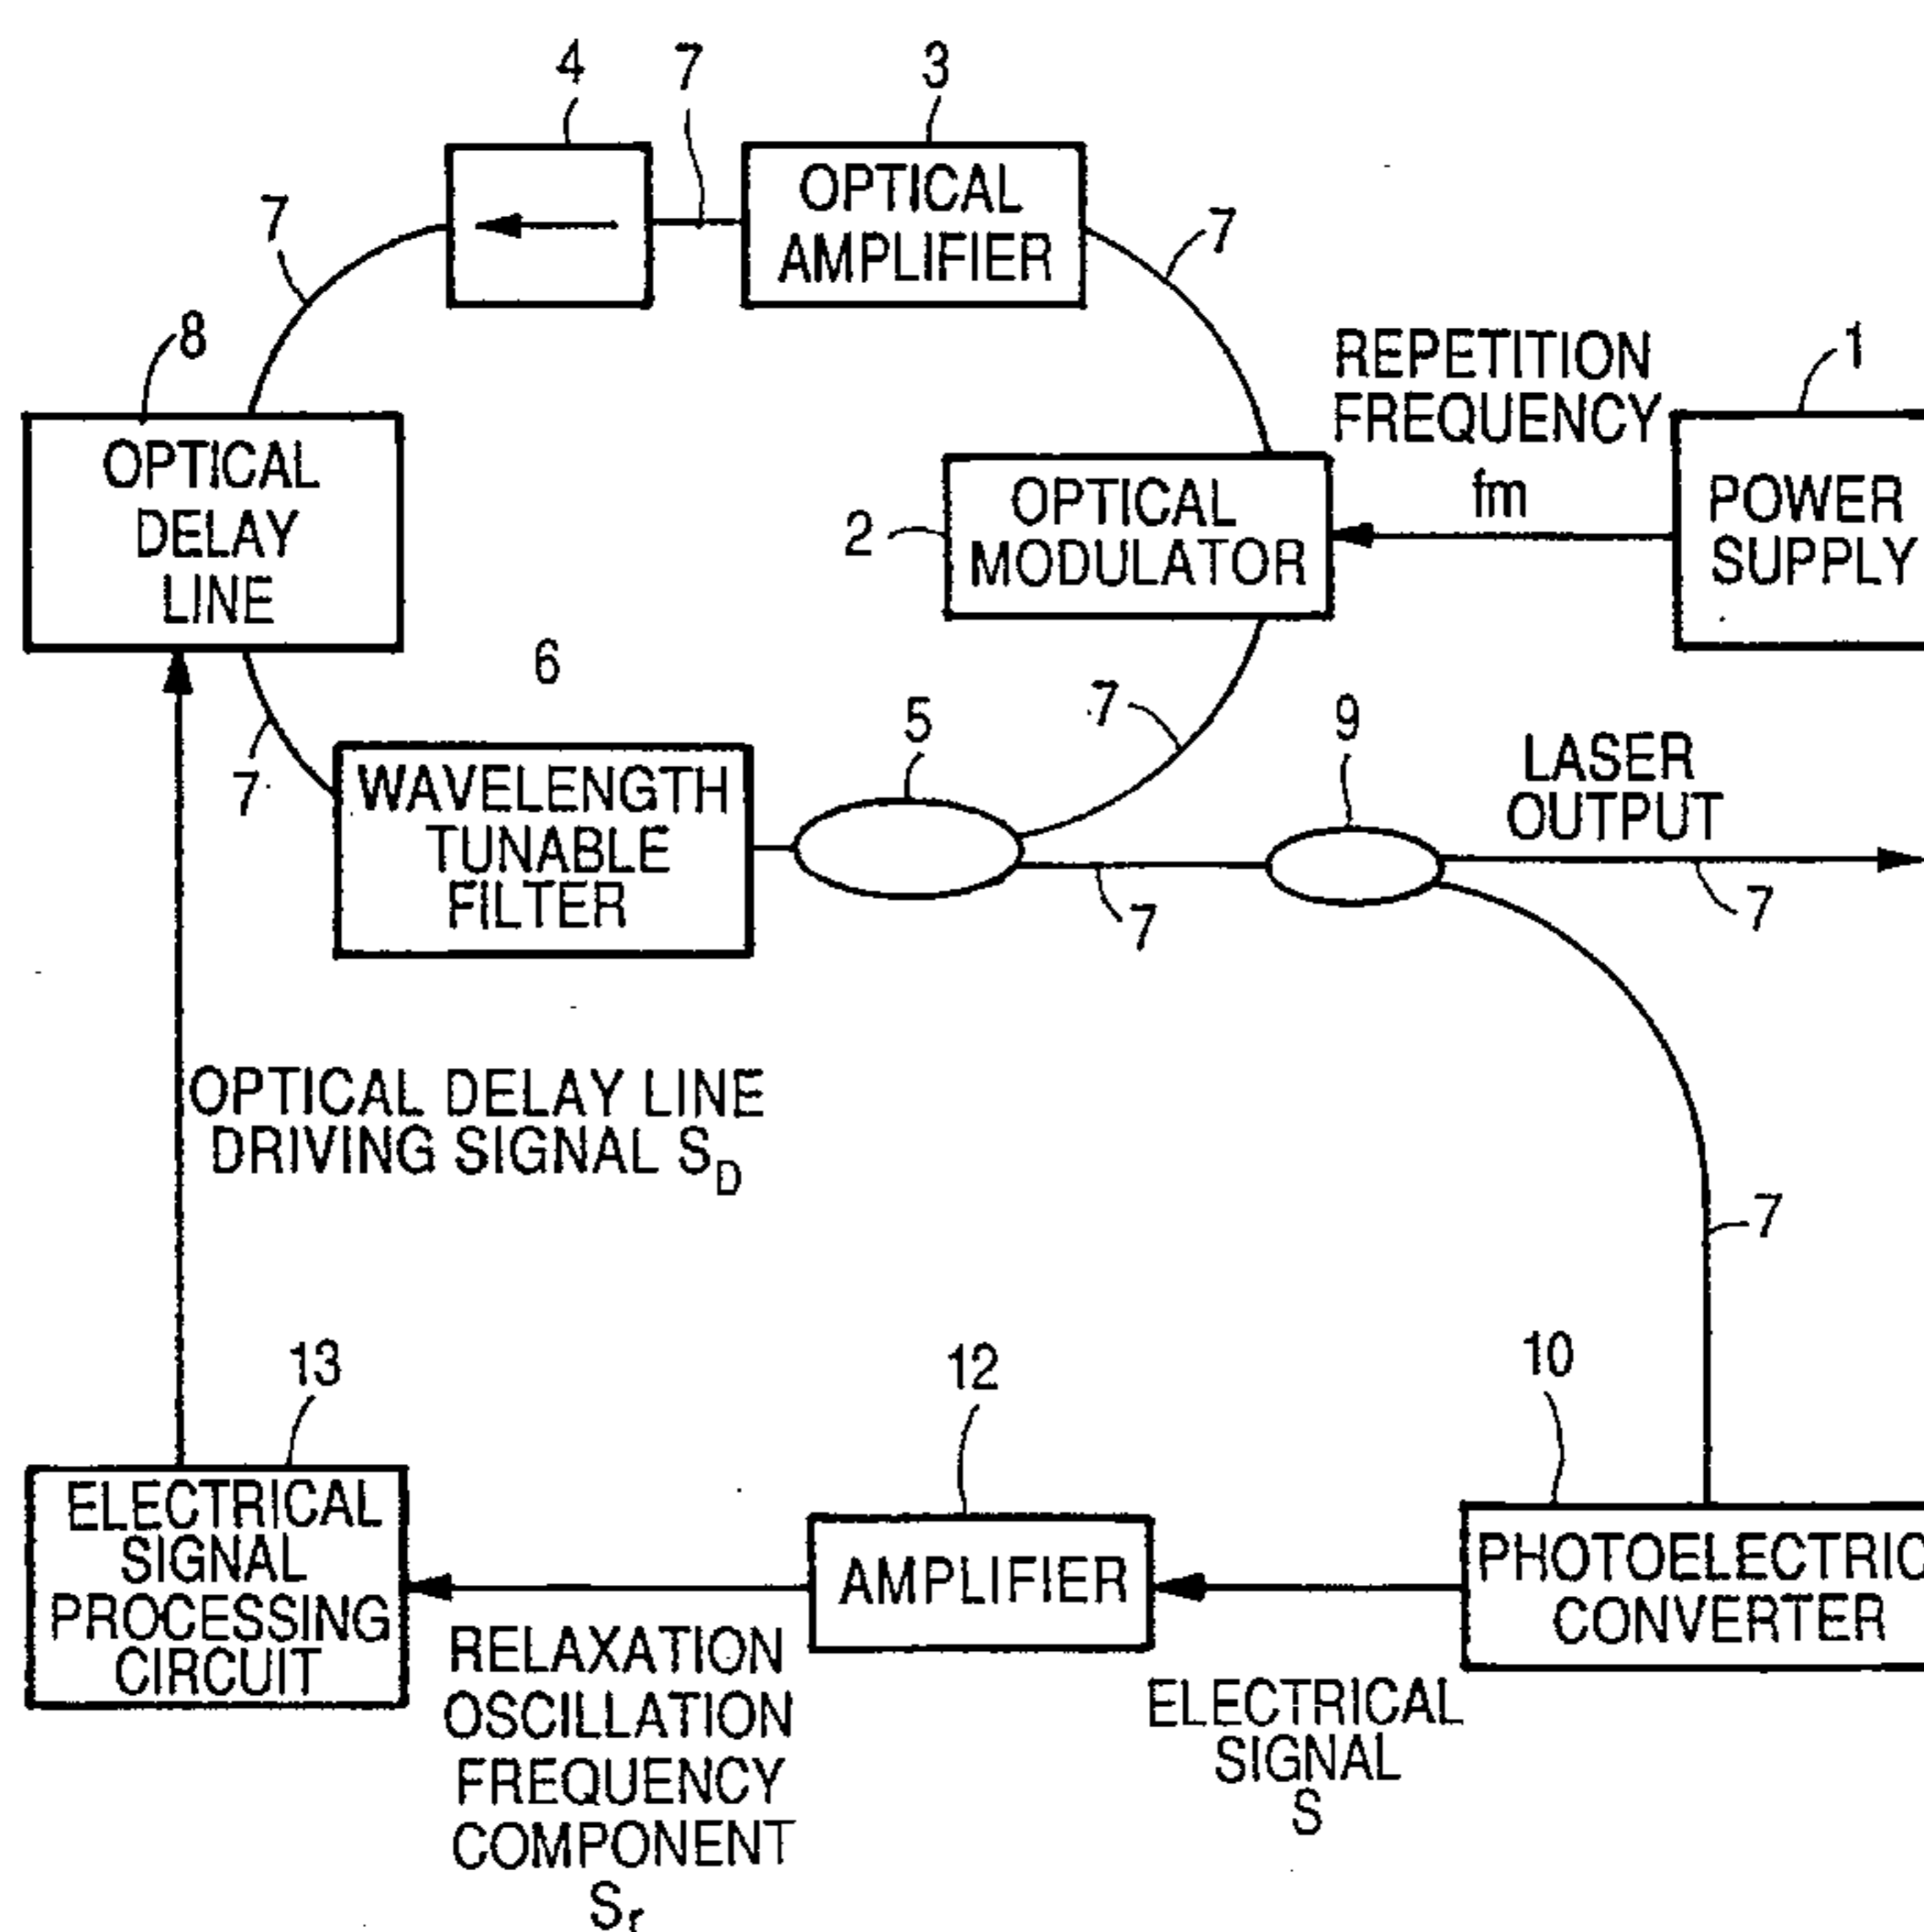 4
7
3
OPTICAL
AMPLIFIER
7
7
8
OPTICAL
DELAY
LINE
REPETITION
FREQUENCY
fm
1
POWER
SUPPLY
2
OPTICAL
MODULATOR
6
7
7
5
9
WAVELENGTH
TUNABLE
FILTER
LASER
OUTPUT
7
7
OPTICAL DELAY LINE
DRIVING SIGNAL SD
7
13
12
10
ELECTRICAL
SIGNAL
PROCESSING
CIRCUIT
AMPLIFIER
PHOTOELECTRIC
CONVERTER
RELAXATION
OSCILLATION
FREQUENCY
COMPONENT
ELECTRICAL
SIGNAL
S